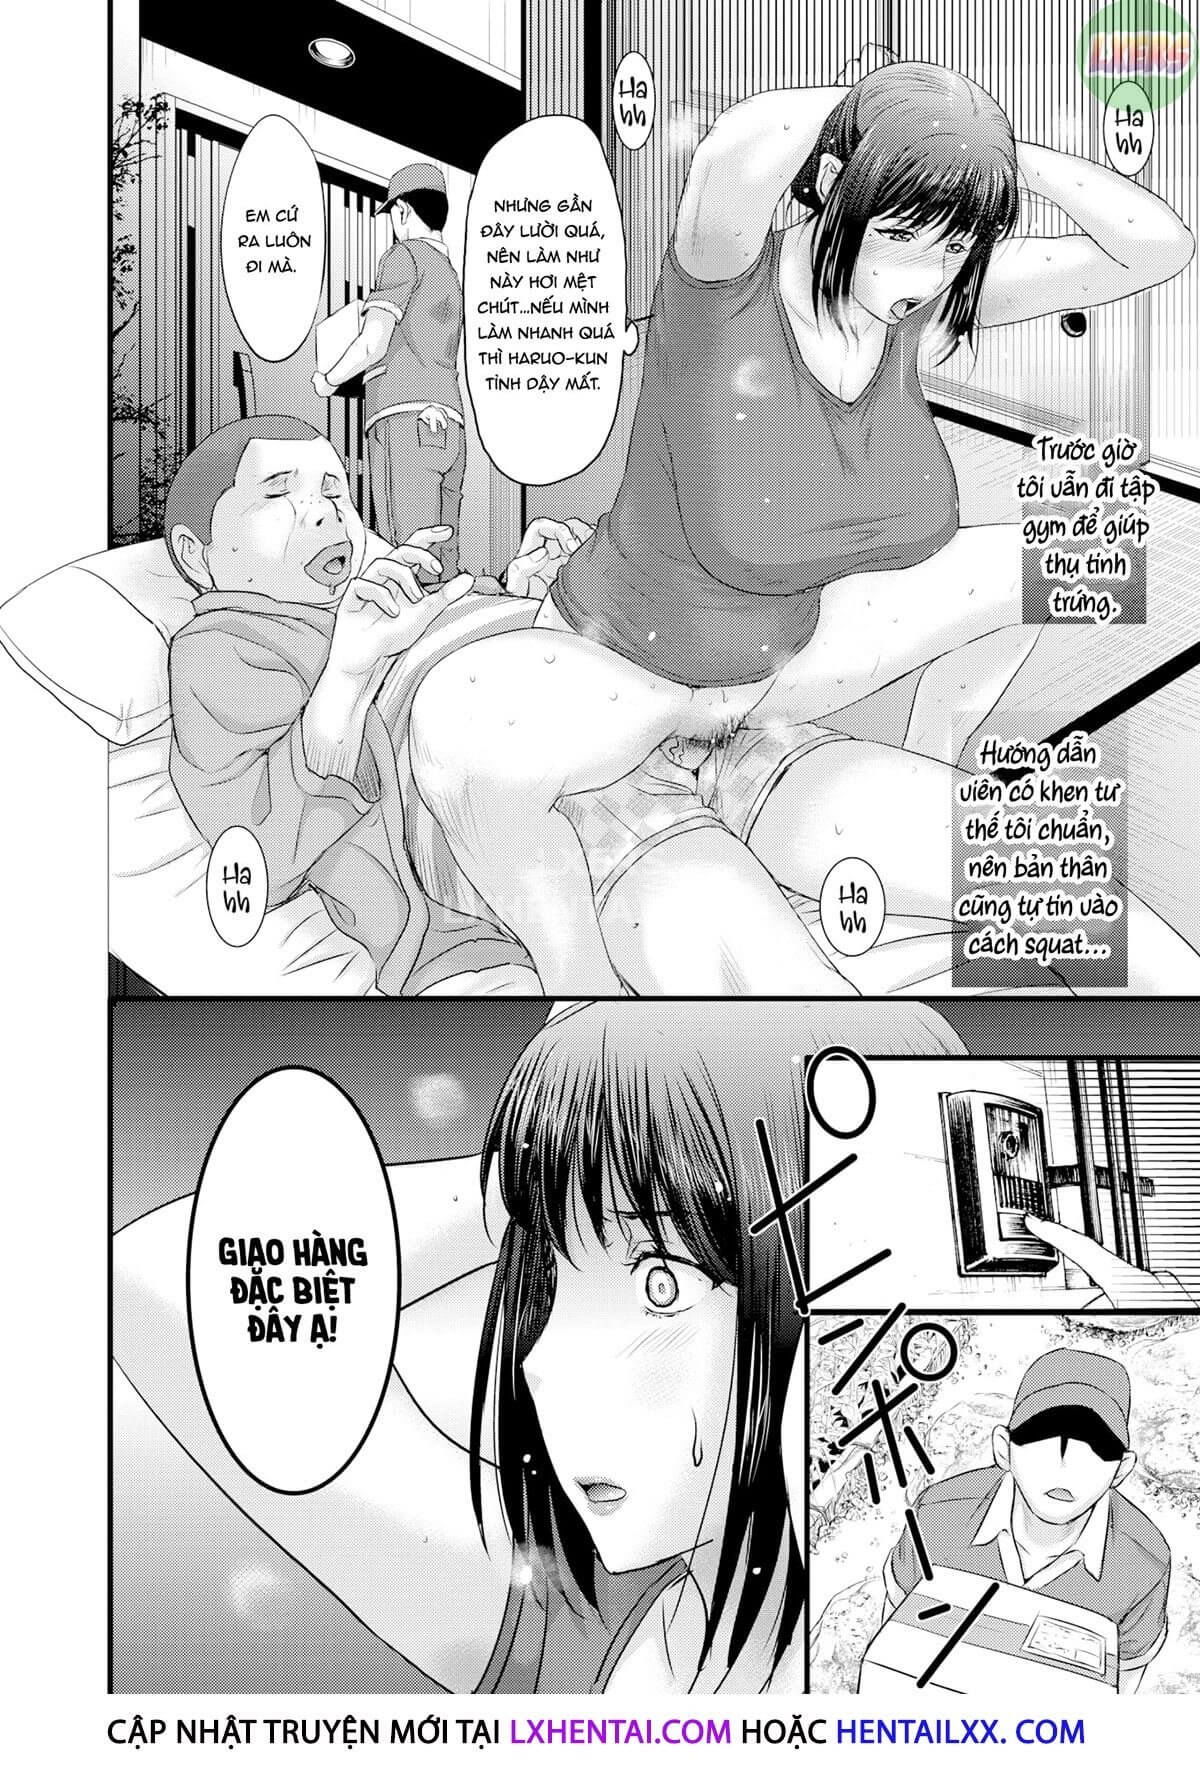 Trước giờ
tôi vẫn đi tập
gym để giúp
thụ tinh
trứng.
Hướng dẫn
viên có khen tư
thế tôi chuẩn,
nên bản thân
cũng tự tin vào
cách squat...
Ha
hh
Ha
hh
NHƯNG GẦN
ĐÂY LƯỜI QUÁ,
NÊN LÀM NHƯ
NÀY HƠI MỆT
CHÚT...NẾU MÌNH
LÀM NHANH QUÁ
THÌ HARUO-KUN
TỈNH DẬY MẤT.
EM CỨ
RA LUÔN
ĐI MÀ.
Ha
hh
Ha
hh
ピンポーン
GIAO HÀNG
ĐẶC BIỆT
ĐÂY Ạ!
LXHENTAI
CẬP NHẬT TRUYỆN MỚI TẠI LXHENTAI.COM HOẶC HENTAILXX. COM